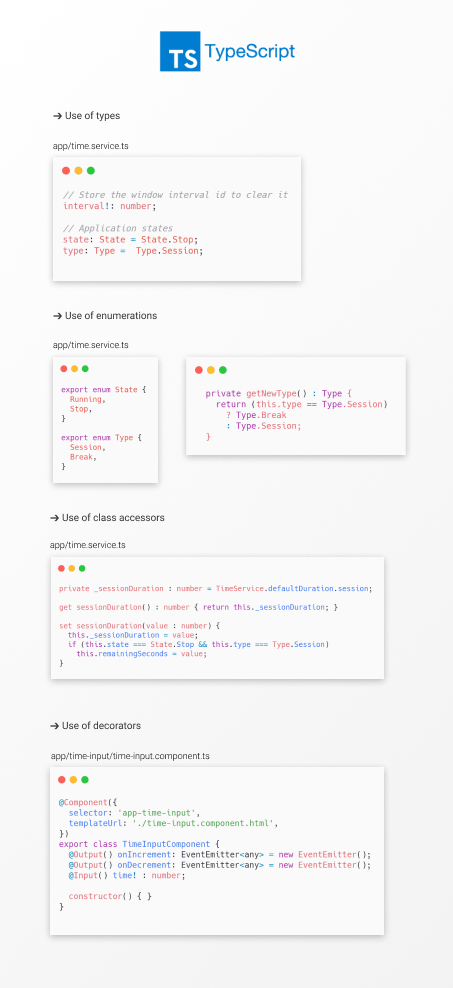 TS TypeScript
→ Use of types
app/time.service.ts
// Store the window interval id to clear it
interval!: number;
// Application states
state: State = State.Stop;
type: Type =  Type.Session;
→ Use of enumerations
app/time.service.ts
export enum State {
  Running,
  Stop,
}
export enum Type {
  Session,
  Break,
}
private getNewType() : Type {
  return (this.type == Type.Session)
    ? Type.Break
    : Type.Session;
}
→ Use of class accessors
app/time.service.ts
private _sessionDuration : number = TimeService.defaultDuration.session;
get sessionDuration() : number { return this._sessionDuration; }
set sessionDuration(value : number) {
  this._sessionDuration = value;
  if (this.state === State.Stop && this.type === Type.Session)
    this.remainingSeconds = value;
}
→ Use of decorators
app/time-input/time-input.component.ts
@Component({
  selector: 'app-time-input',
  templateUrl: './time-input.component.html',
})
export class TimeInputComponent {
  @Output() onIncrement: EventEmitter<any> = new EventEmitter();
  @Output() onDecrement: EventEmitter<any> = new EventEmitter();
  @Input() time! : number;
  constructor() { }
}